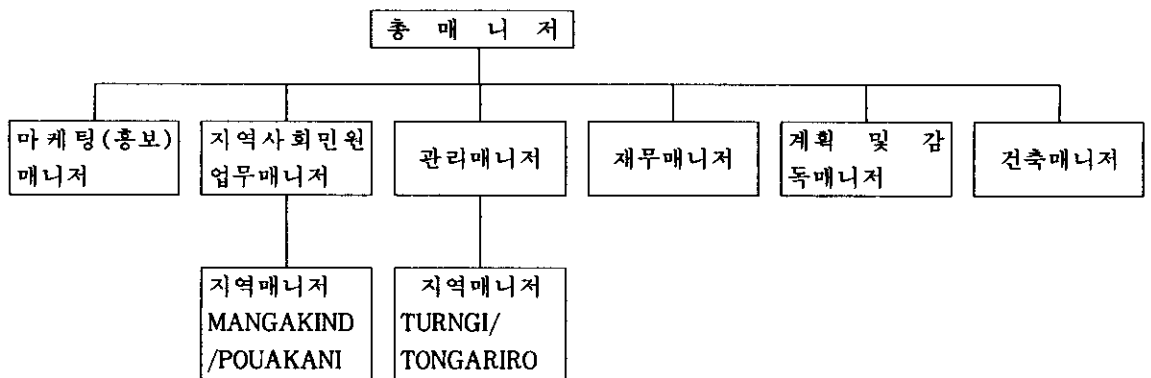 총 매 니 저
마케팅(홍보)
매니저
지역사회민원
업무매니저
관리매니저
재무매니저
계획 및 감
독매니저
건축매니저
지역매니저
MANGAKIND
/POUAKANI
지역매니저
TURNGI/
TONGARIRO